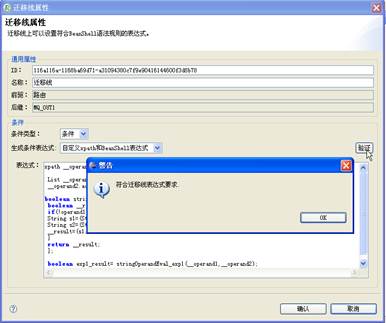 迁移线属性
迁移线属性
迁移线上可以设置符合BeanShell语法规则的表达式。
通用属性
ID：
名称： 迁移线
前驱： 路由
后继： MQ_OUT1
条件
条件类型： 条件
生成条件表达式： 自定义xpath和BeanShell表达式 验证
表达式： xpath __operand
List __operand
__operand2.
警告
符合迁移线表达式要求.
OK
boolean
boolean
if(!operand
String s1=(St
String s2=(St
__result=(s1
}
return __result;
};
boolean exp1_result= stringOperandEval_exp1(__operand1,__operand2);
确认 取消